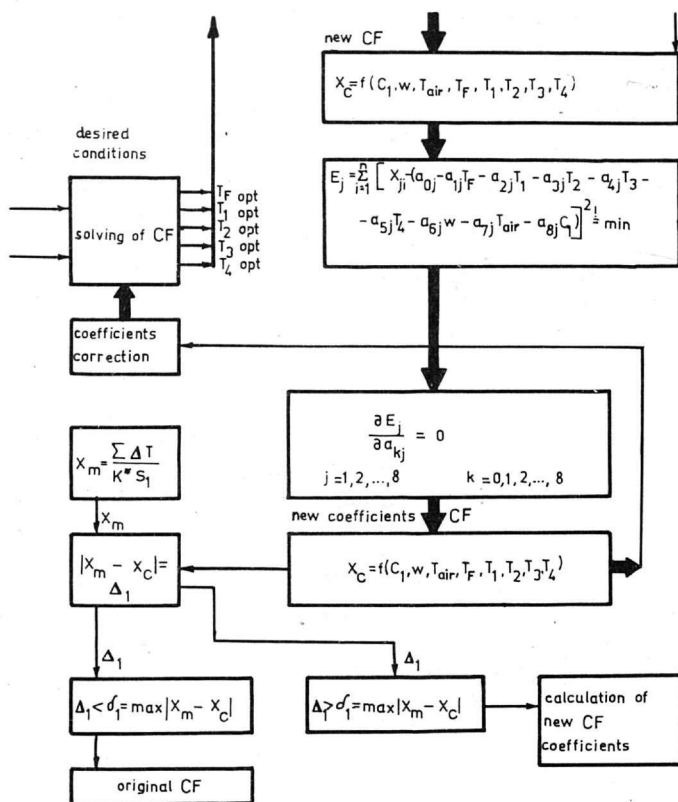 new CF
X_C = f(C_1, w, T_air, T_F, T_1, T_2, T_3, T_4)
desired
conditions
solving of CF
T_F opt
T_1 opt
T_2 opt
T_3 opt
T_4 opt
E_j = Σ_{i=1}^{n} [ X_ji -(a_0j - a_1j T_F - a_2j T_1 - a_3j T_2 - a_4j T_3 -
- a_5j T_4 - a_6j w - a_7j T_air - a_8j C_1) ]^2 != min
coefficients
correction
∂E_j / ∂a_kj = 0
j=1,2,...,8 k=0,1,2,...,8
X_m = Σ ΔT / K* S_1
X_m
new coefficients CF
X_C = f(C_1, w, T_air, T_F, T_1, T_2, T_3, T_4)
|X_m - X_C| =
Δ_1
Δ_1
Δ_1
Δ_1 < δ_1 = max |X_m - X_C|
Δ_1 > δ_1 = max |X_m - X_C|
calculation of
new CF
coefficients
original CF